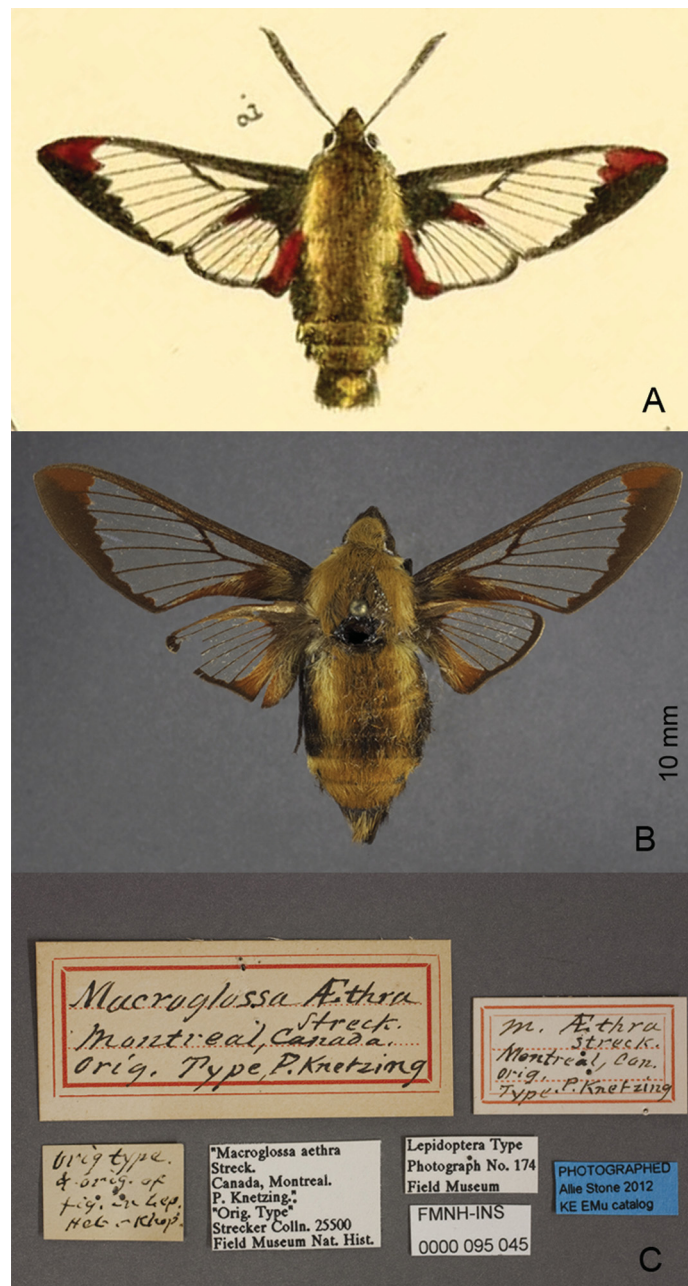 A
10 mm
B
Macroglossa Æthra
Streck.
Montreal, Canada.
Orig. Type, P. Knetzing
M. Æthra
Streck.
Montreal, Can.
Orig.
Type. P. Knetzing
Orig type.
& orig. of
fig. in Lep.
Het. - Rhop.
"Macroglossa aethra
Streck.
Canada, Montreal.
P. Knetzing."
"Orig. Type"
Strecker Colln. 25500
Field Museum Nat. Hist.
Lepidoptera Type
Photograph No. 174
Field Museum
FMNH-INS
0000 095 045
PHOTOGRAPHED
Allie Stone 2012
KE EMu catalog
C